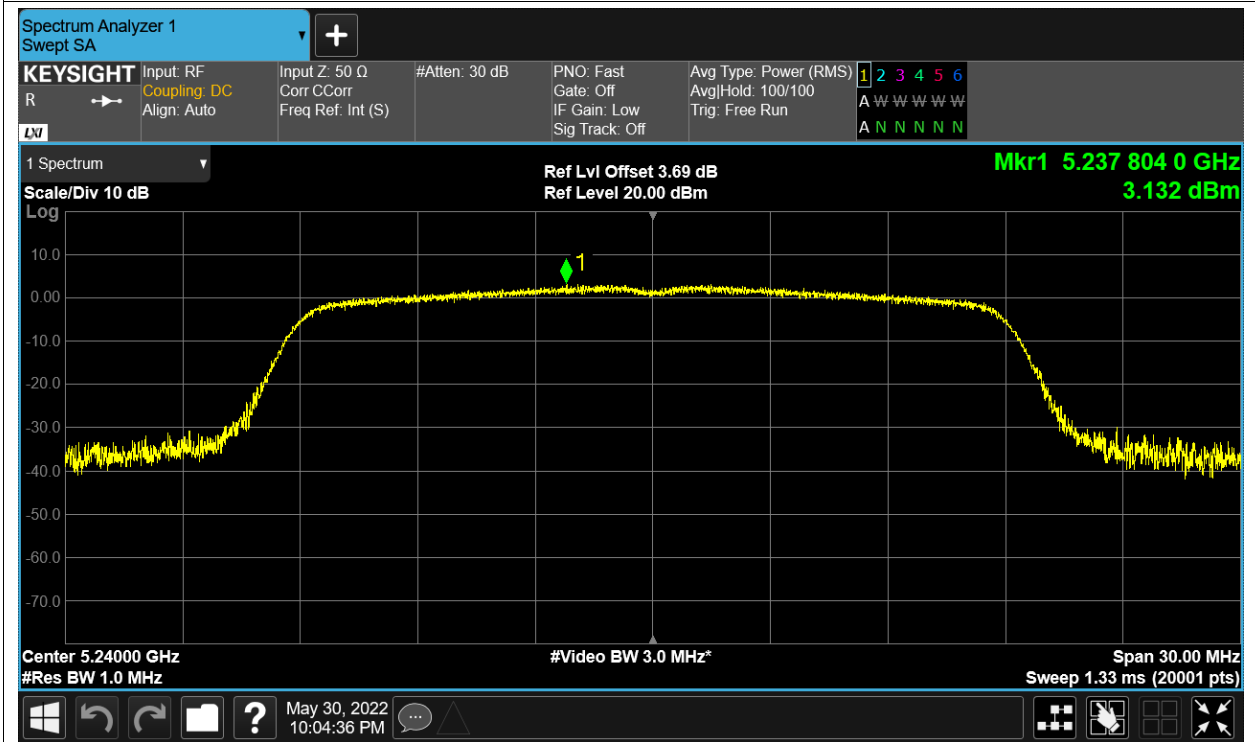 Spectrum Analyzer 1
Swept SA
+
KEYSIGHT
R
LXI
Input: RF
Coupling: DC
Align: Auto
Input Z: 50 Ω
Corr CCorr
Freq Ref: Int (S)
#Atten: 30 dB
PNO: Fast
Gate: Off
IF Gain: Low
Sig Track: Off
Avg Type: Power (RMS)
Avg|Hold: 100/100
Trig: Free Run
1 2 3 4 5 6
A W W W W W
A N N N N N
1 Spectrum
Scale/Div 10 dB
Log
Ref Lvl Offset 3.69 dB
Ref Level 20.00 dBm
Mkr1 5.237 804 0 GHz
3.132 dBm
1
10.0
0.00
-10.0
-20.0
-30.0
-40.0
-50.0
-60.0
-70.0
Center 5.24000 GHz
#Res BW 1.0 MHz
#Video BW 3.0 MHz*
Span 30.00 MHz
Sweep 1.33 ms (20001 pts)
?
May 30, 2022
10:04:36 PM